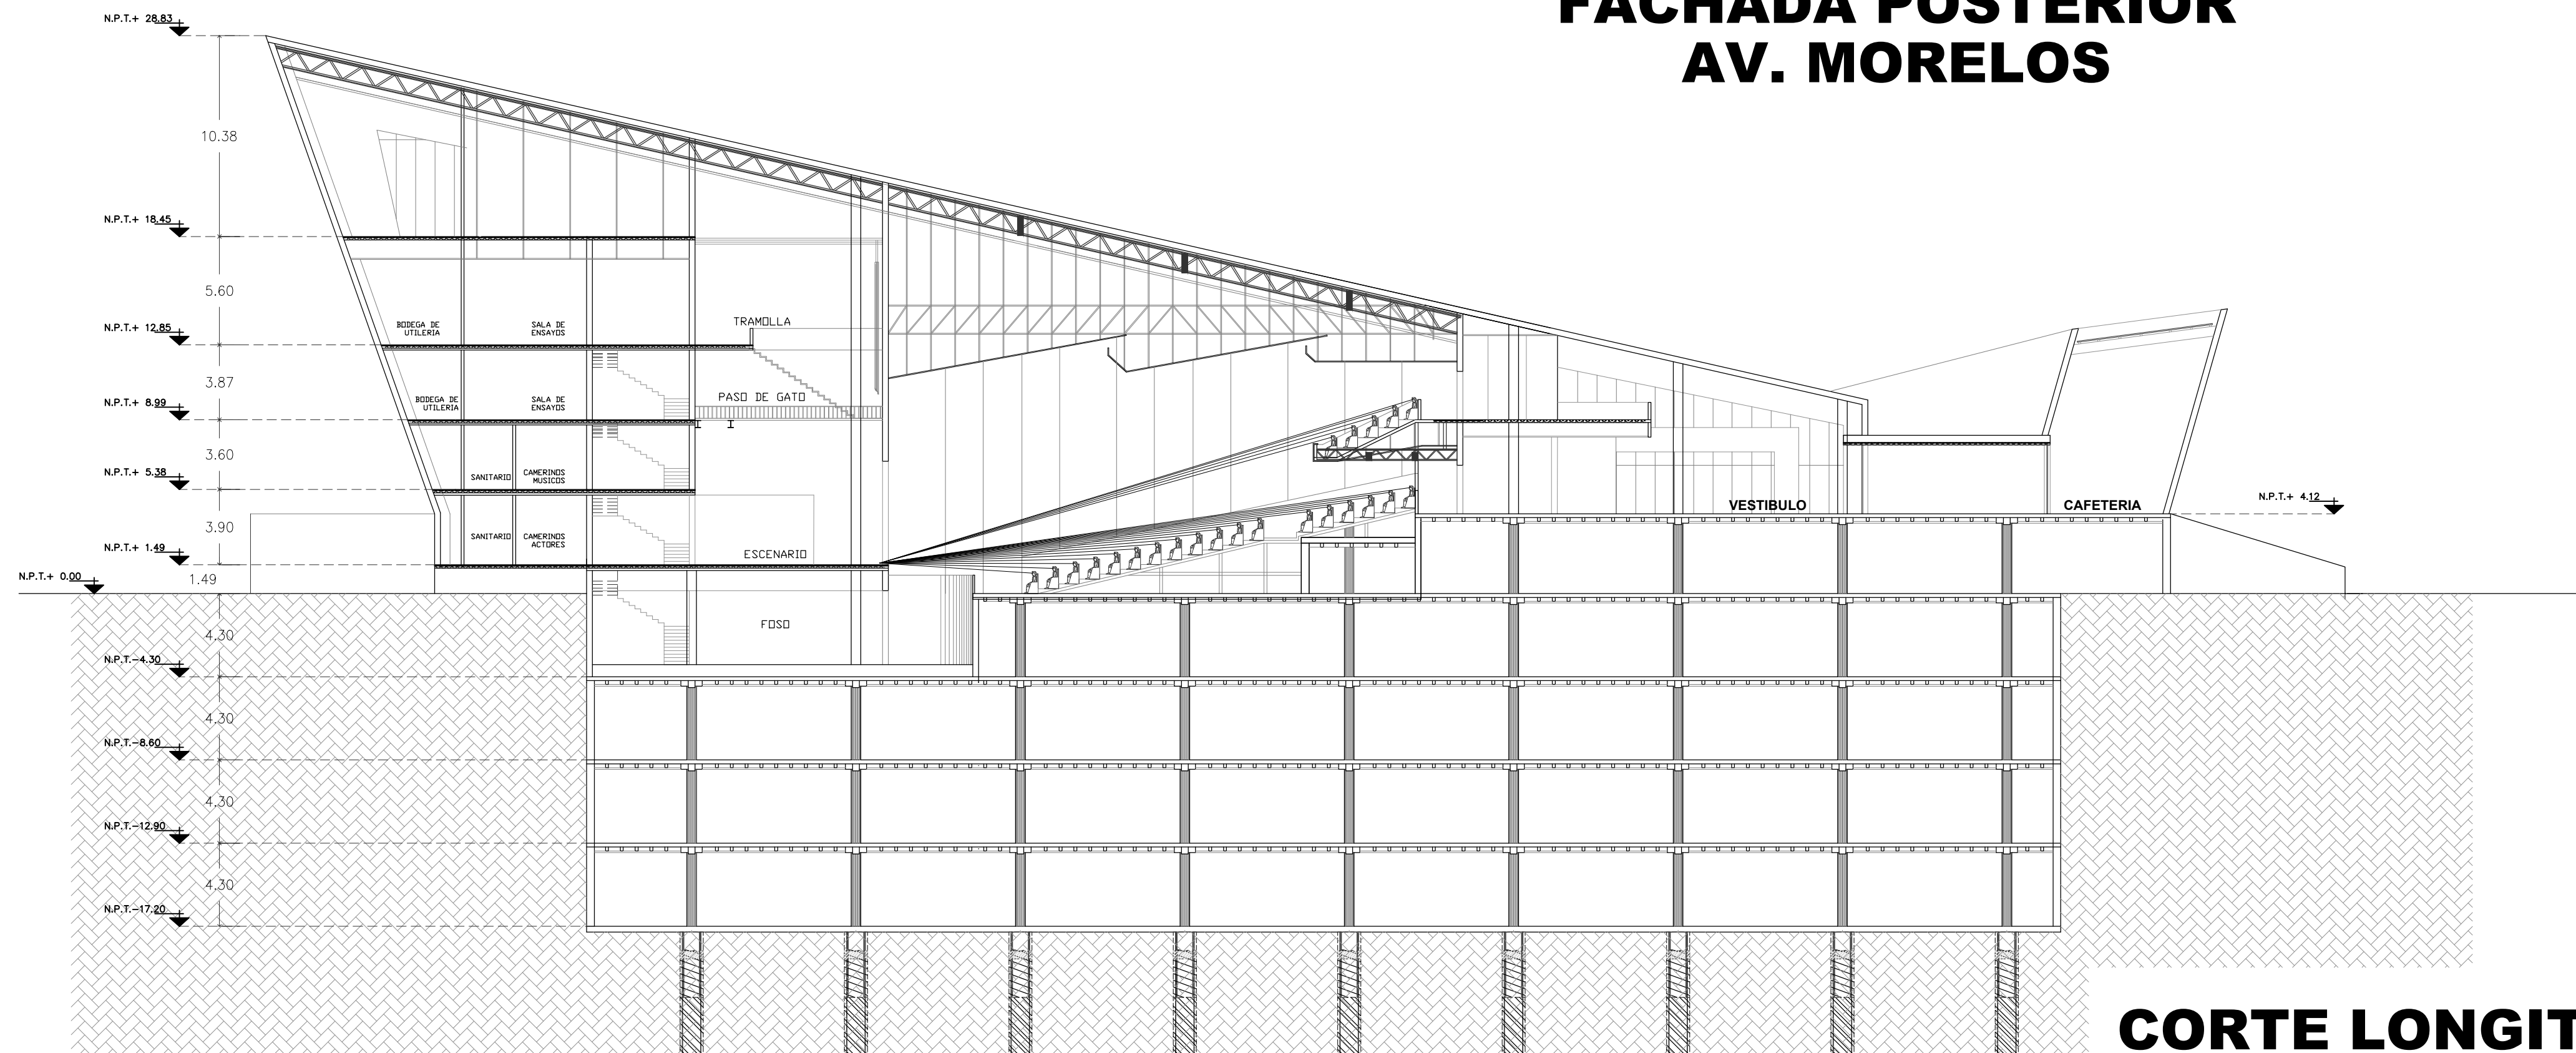 FACHADA POSTERIOR
AV. MORELOS
N.P.T.+ 28.83
10.38
N.P.T.+ 18.45
5.60
TRAMOLLA
BODEGA DE
UTILERIA
SALA DE
ENSAYOS
N.P.T.+ 12.85
3.87
PASO DE GATO
BODEGA DE
UTILERIA
SALA DE
ENSAYOS
N.P.T.+ 8.99
3.60
SANITARIO
CAMERINOS
MUSICOS
N.P.T.+ 5.38
VESTIBULO
CAFETERIA
N.P.T.+ 4.12
3.90
SANITARIO
CAMERINOS
ACTORES
ESCENARIO
N.P.T.+ 1.49
1.49
N.P.T.+ 0.00
FOSO
4.30
N.P.T.-4.30
4.30
N.P.T.-8.60
4.30
N.P.T.-12.90
4.30
N.P.T.-17.20
CORTE LONGIT